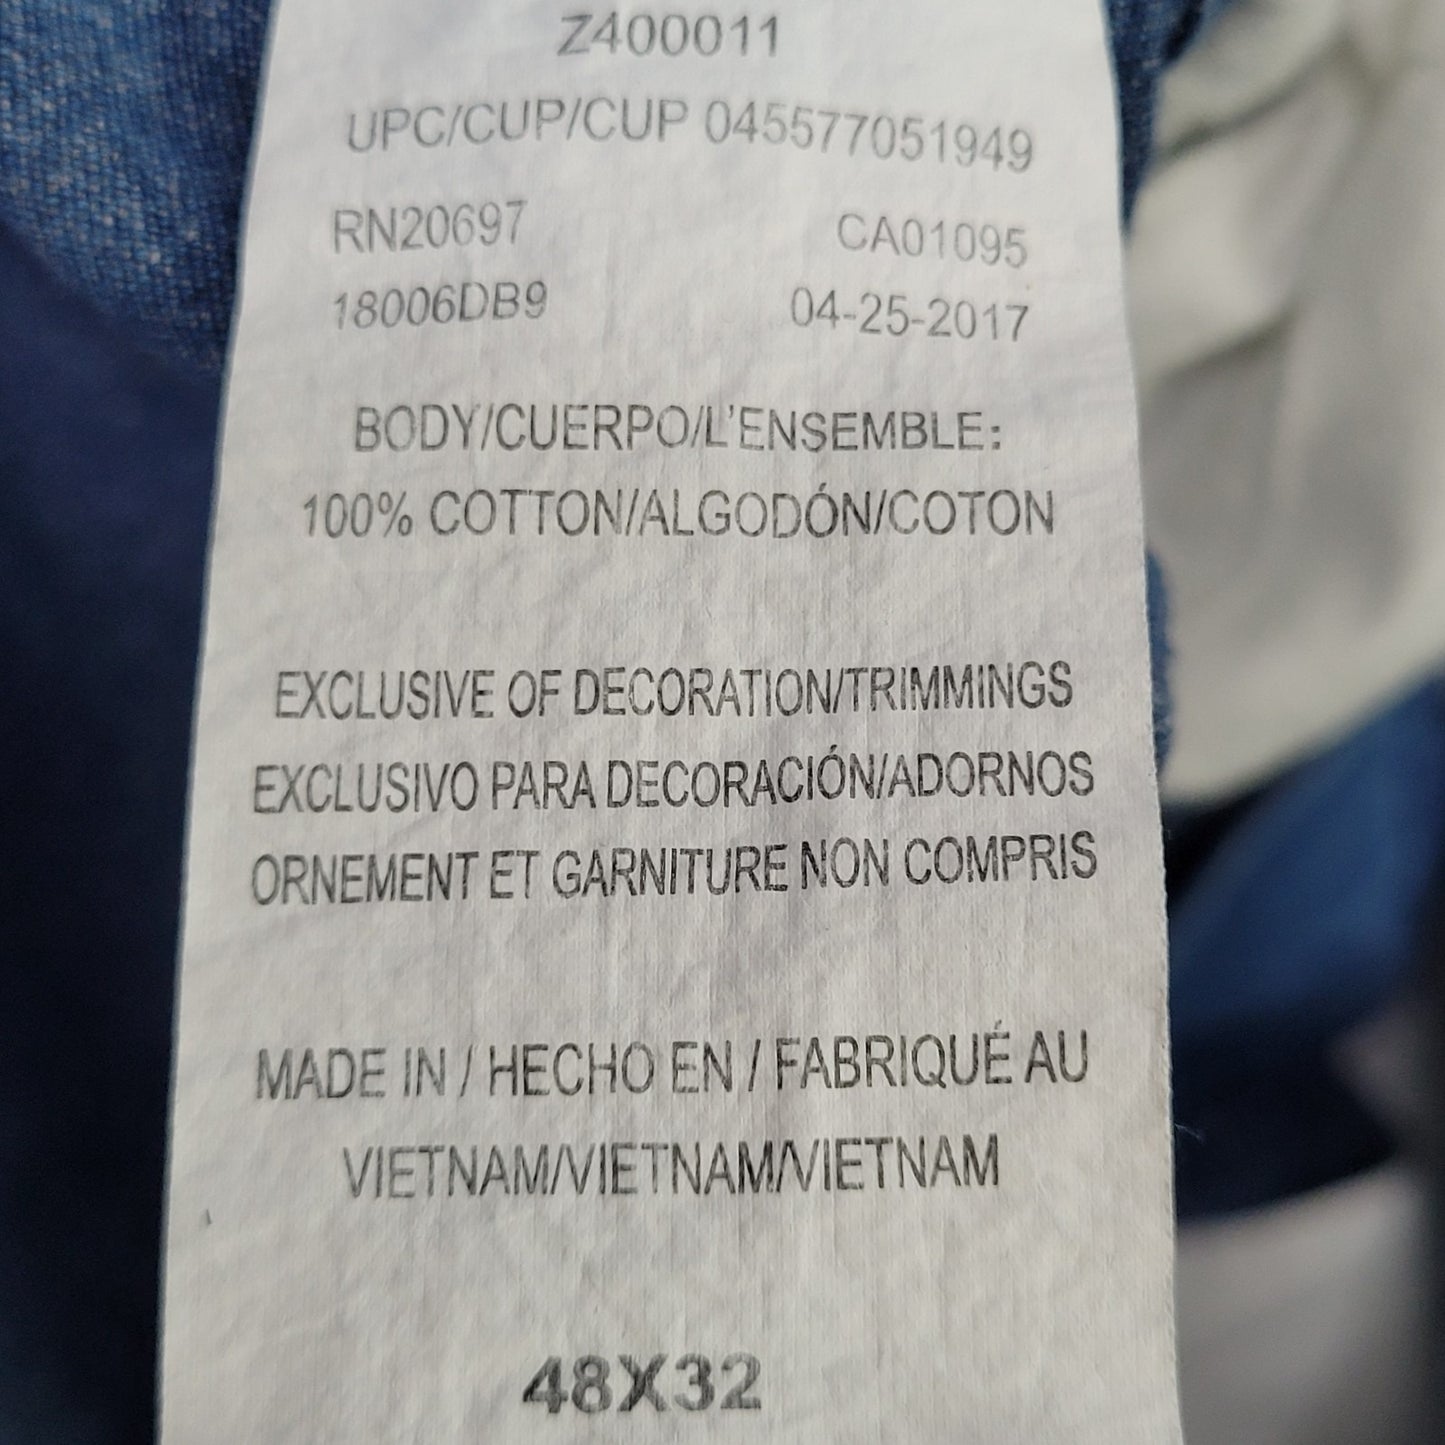 Z400011
UPC/CUP/CUP 045577051949
RN20697 CA01095
18006DB9 04-25-2017
BODY/CUERPO/L'ENSEMBLE:
100% COTTON/ALGODÓN/COTON
EXCLUSIVE OF DECORATION/TRIMMINGS
EXCLUSIVO PARA DECORACIÓN/ADORNOS
ORNEMENT ET GARNITURE NON COMPRIS
MADE IN / HECHO EN / FABRIQUÉ AU
VIETNAM/VIETNAM/VIETNAM
48X32